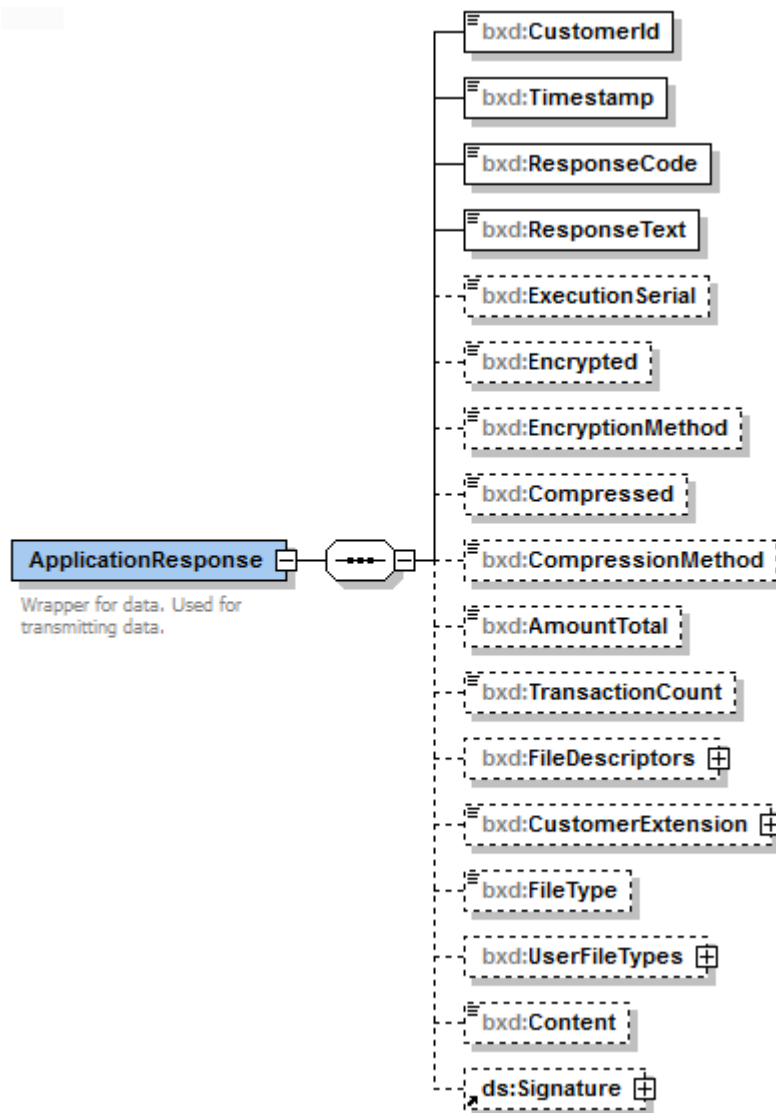 bxd:CustomerId
bxd:Timestamp
bxd:ResponseCode
bxd:ResponseText
bxd:ExecutionSerial
bxd:Encrypted
bxd:EncryptionMethod
bxd:Compressed
ApplicationResponse
Wrapper for data. Used for
transmitting data.
bxd:CompressionMethod
bxd:AmountTotal
bxd:TransactionCount
bxd:FileDescriptors
bxd:CustomerExtension
bxd:FileType
bxd:UserFileTypes
bxd:Content
ds:Signature